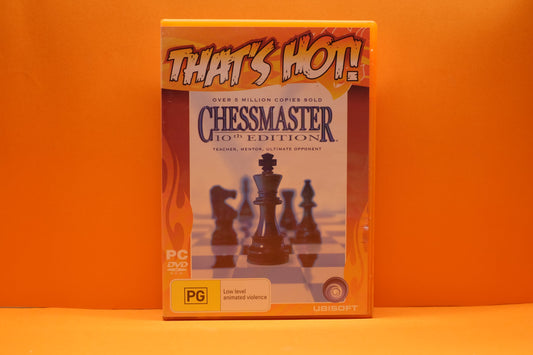 THAT'S HOT!
OVER 5 MILLION COPIES SOLD
CHESSMASTER
10th EDITION
TEACHER, MENTOR, ULTIMATE OPPONENT
PC
DVD
PG
Low level
animated violence
UBISOFT